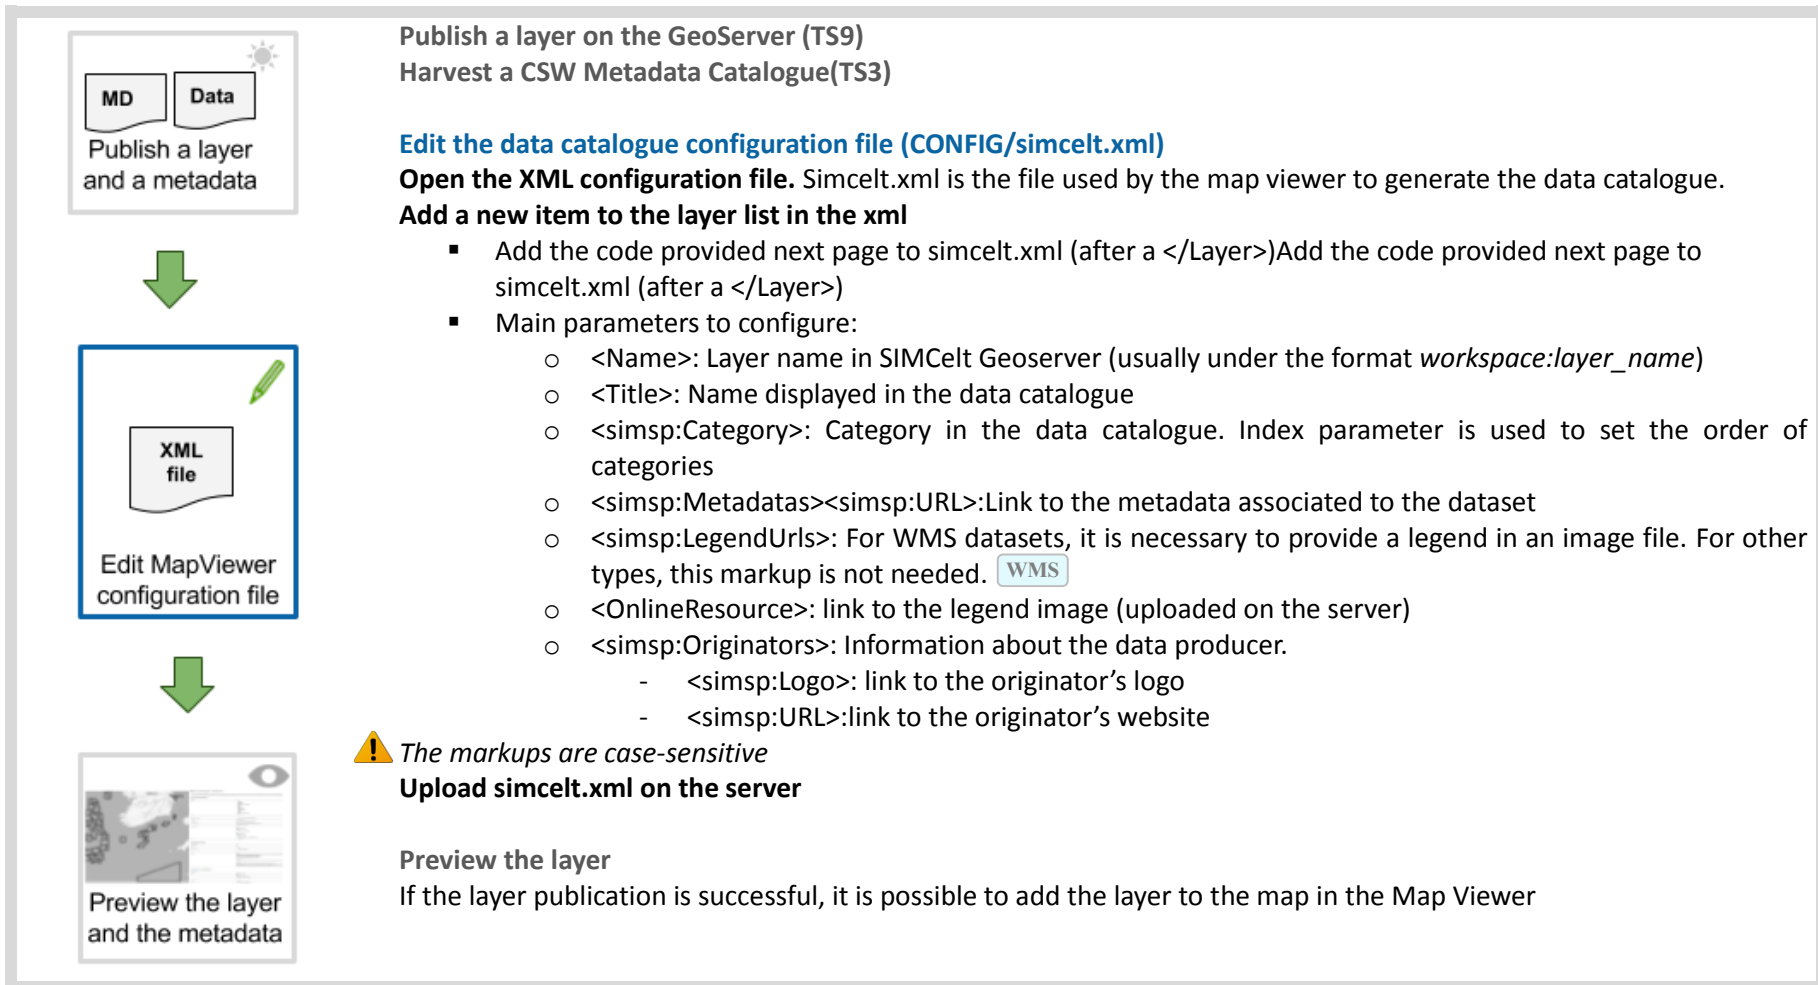 MD
Data
Publish a layer
and a metadata
XML
file
Edit MapViewer
configuration file
Preview the layer
and the metadata
Publish a layer on the GeoServer (TS9)
Harvest a CSW Metadata Catalogue(TS3)
Edit the data catalogue configuration file (CONFIG/simcelt.xml)
Open the XML configuration file. Simcelt.xml is the file used by the map viewer to generate the data catalogue.
Add a new item to the layer list in the xml
▪ Add the code provided next page to simcelt.xml (after a </Layer>)Add the code provided next page to
simcelt.xml (after a </Layer>)
▪ Main parameters to configure:
o <Name>: Layer name in SIMCelt Geoserver (usually under the format workspace:layer_name)
o <Title>: Name displayed in the data catalogue
o <simsp:Category>: Category in the data catalogue. Index parameter is used to set the order of
categories
o <simsp:Metadatas><simsp:URL>:Link to the metadata associated to the dataset
o <simsp:LegendUrls>: For WMS datasets, it is necessary to provide a legend in an image file. For other
types, this markup is not needed. WMS
o <OnlineResource>: link to the legend image (uploaded on the server)
o <simsp:Originators>: Information about the data producer.
- <simsp:Logo>: link to the originator’s logo
- <simsp:URL>:link to the originator’s website
The markups are case-sensitive
Upload simcelt.xml on the server
Preview the layer
If the layer publication is successful, it is possible to add the layer to the map in the Map Viewer